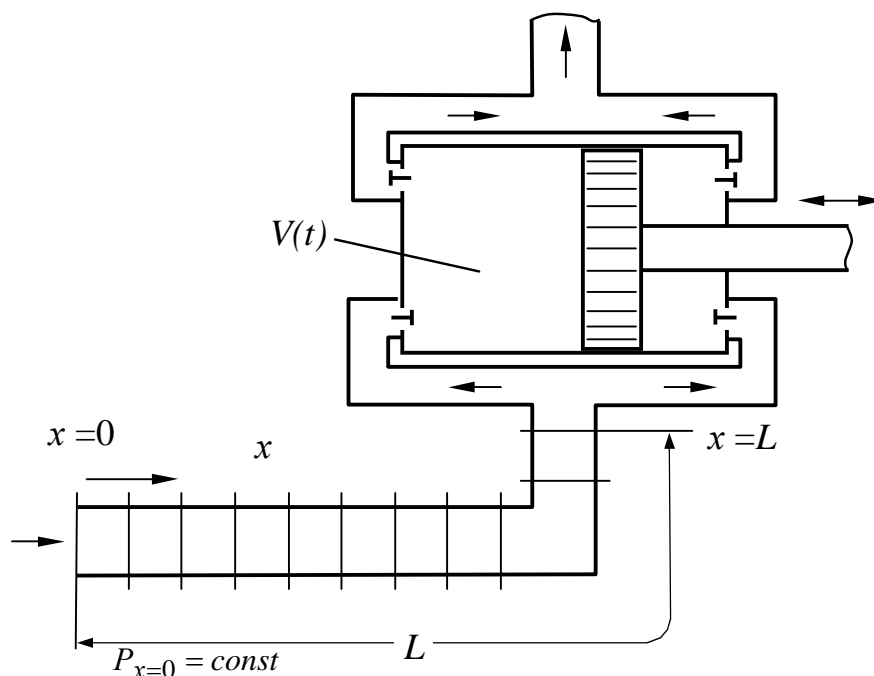 V(t)
x =0
x
x =L
L
P_{x=0} = const